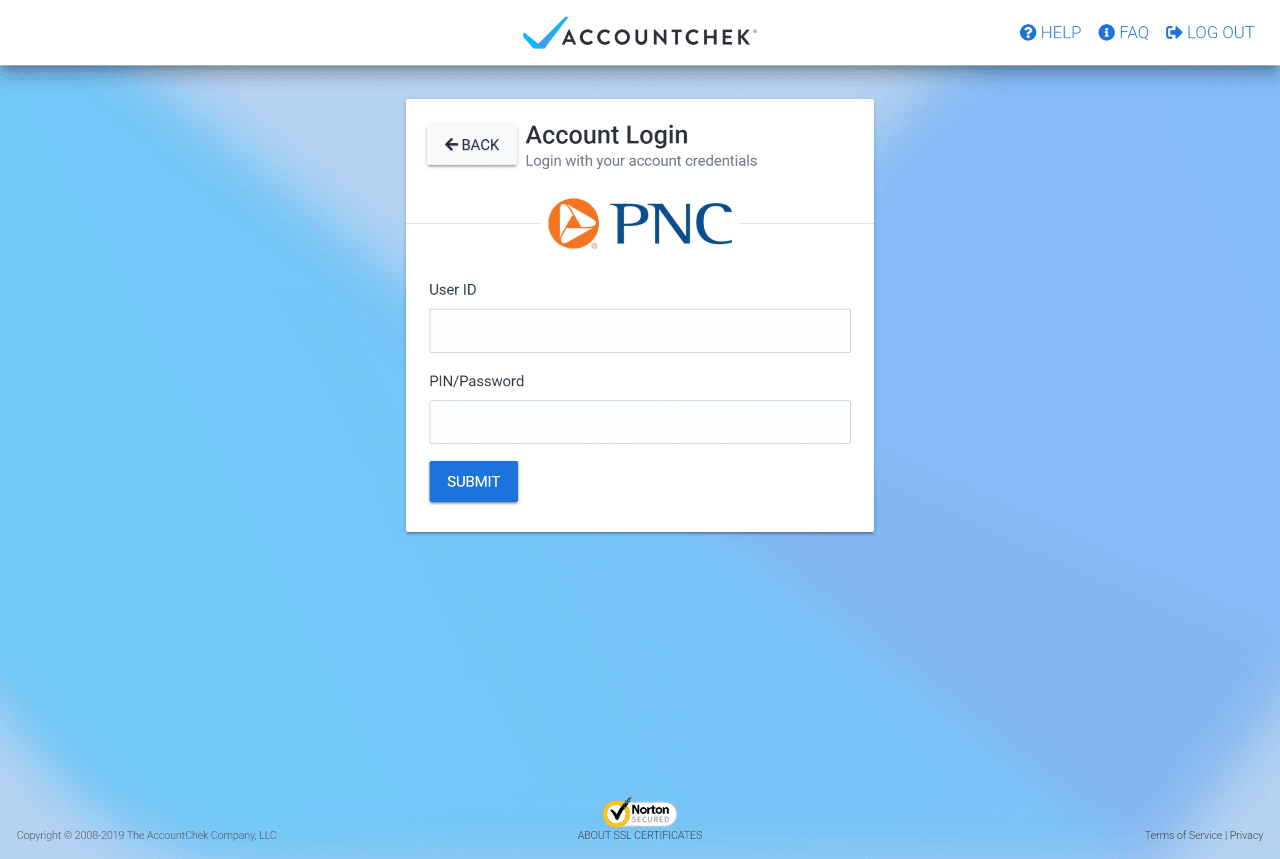 ACCOUNTCHEK®
HELP
FAQ
LOG OUT
BACK
Account Login
Login with your account credentials
PNC
®
User ID
PIN/Password
SUBMIT
Norton
SECURED
Copyright © 2008-2019 The AccountChek Company, LLC
ABOUT SSL CERTIFICATES
Terms of Service | Privacy